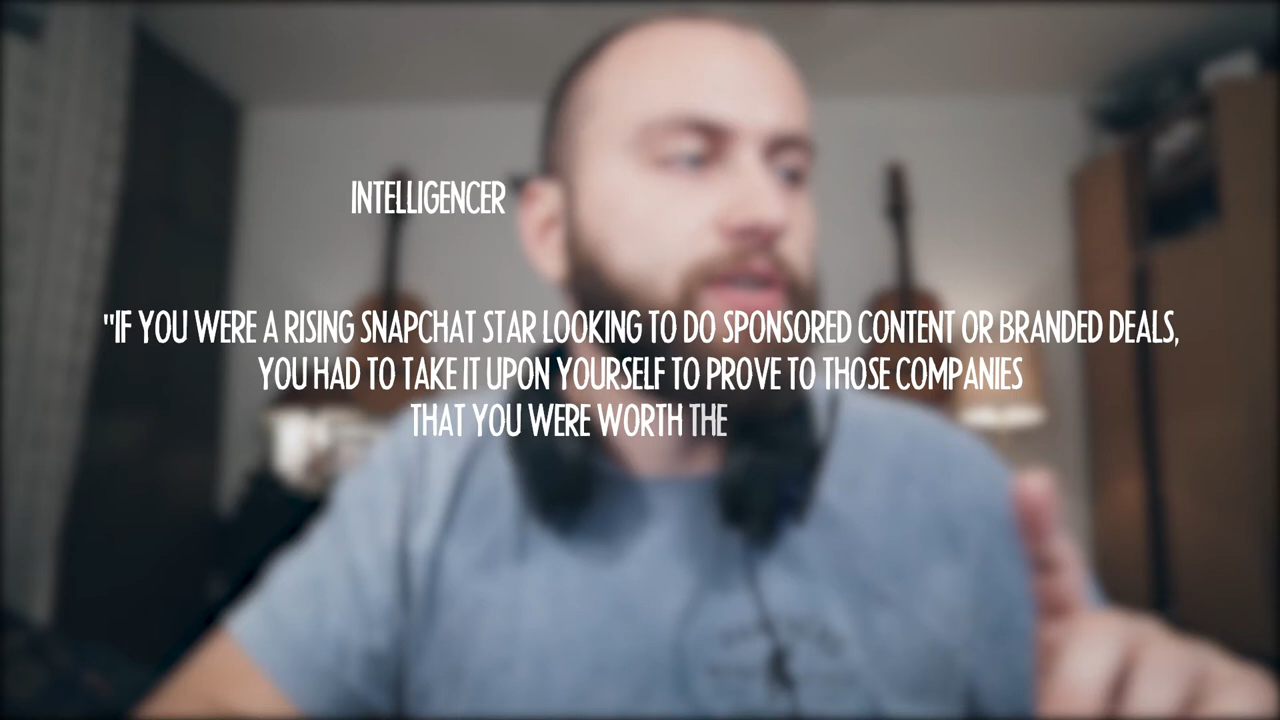 INTELLIGENCER
"IF YOU WERE A RISING SNAPCHAT STAR LOOKING TO DO SPONSORED CONTENT OR BRANDED DEALS,
YOU HAD TO TAKE IT UPON YOURSELF TO PROVE TO THOSE COMPANIES
THAT YOU WERE WORTH THE